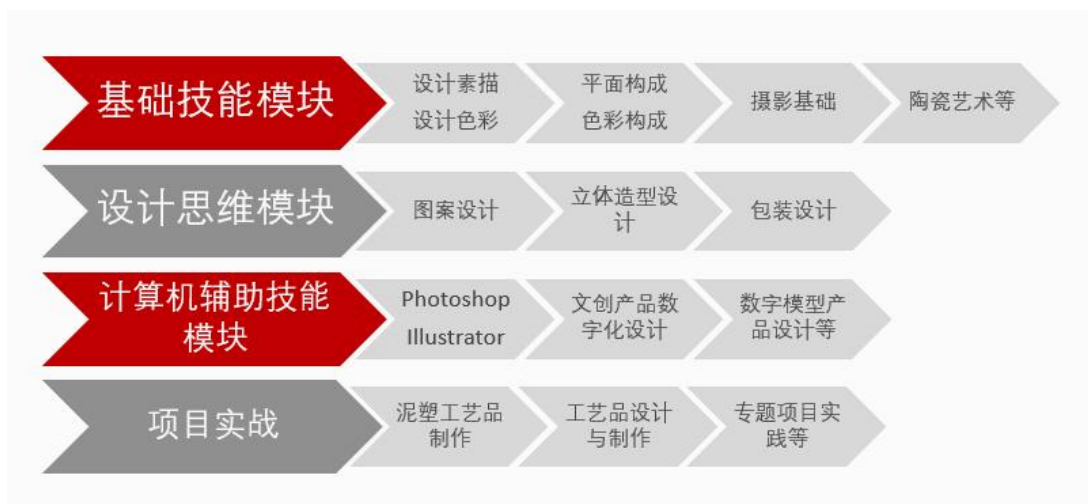 基础技能模块
设计素描
设计色彩
平面构成
色彩构成
摄影基础
陶瓷艺术等
设计思维模块
图案设计
立体造型设
计
包装设计
计算机辅助技能
模块
Photoshop
Illustrator
文创产品数
字化设计
数字模型产
品设计等
项目实战
泥塑工艺品
制作
工艺品设计
与制作
专题项目实
践等